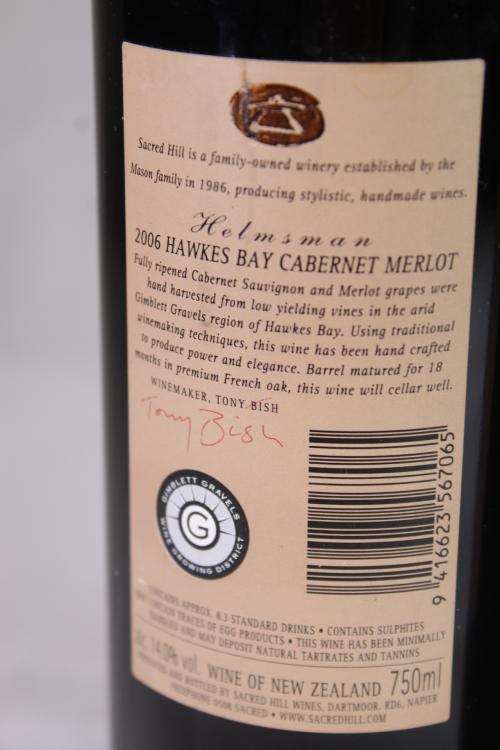 Sacred Hill is a family-owned winery established by the
Mason family in 1986, producing stylistic, handmade wines.
Helmsman
2006 HAWKES BAY CABERNET MERLOT
Fully ripened Cabernet Sauvignon and Merlot grapes were
hand harvested from low yielding vines in the arid
Gimblett Gravels region of Hawkes Bay. Using traditional
winemaking techniques, this wine has been hand crafted
to produce power and elegance. Barrel matured for 18
months in premium French oak, this wine will cellar well.
WINEMAKER, TONY BISH
Tony Bish
GIMBLETT GRAVELS
G
WINE GROWING DISTRICT
9 416623 567065
CONTAINS APPROX. 8.3 STANDARD DRINKS • CONTAINS SULPHITES
CONTAIN TRACES OF EGG PRODUCTS • THIS WINE HAS BEEN MINIMALLY
AND MAY DEPOSIT NATURAL TARTRATES AND TANNINS.
14.0% vol. WINE OF NEW ZEALAND 750ml
AND BOTTLED BY SACRED HILL WINES, DARTMOOR. RD6, NAPIER
FREEPHONE 0508 SACRED • WWW.SACREDHILL.COM